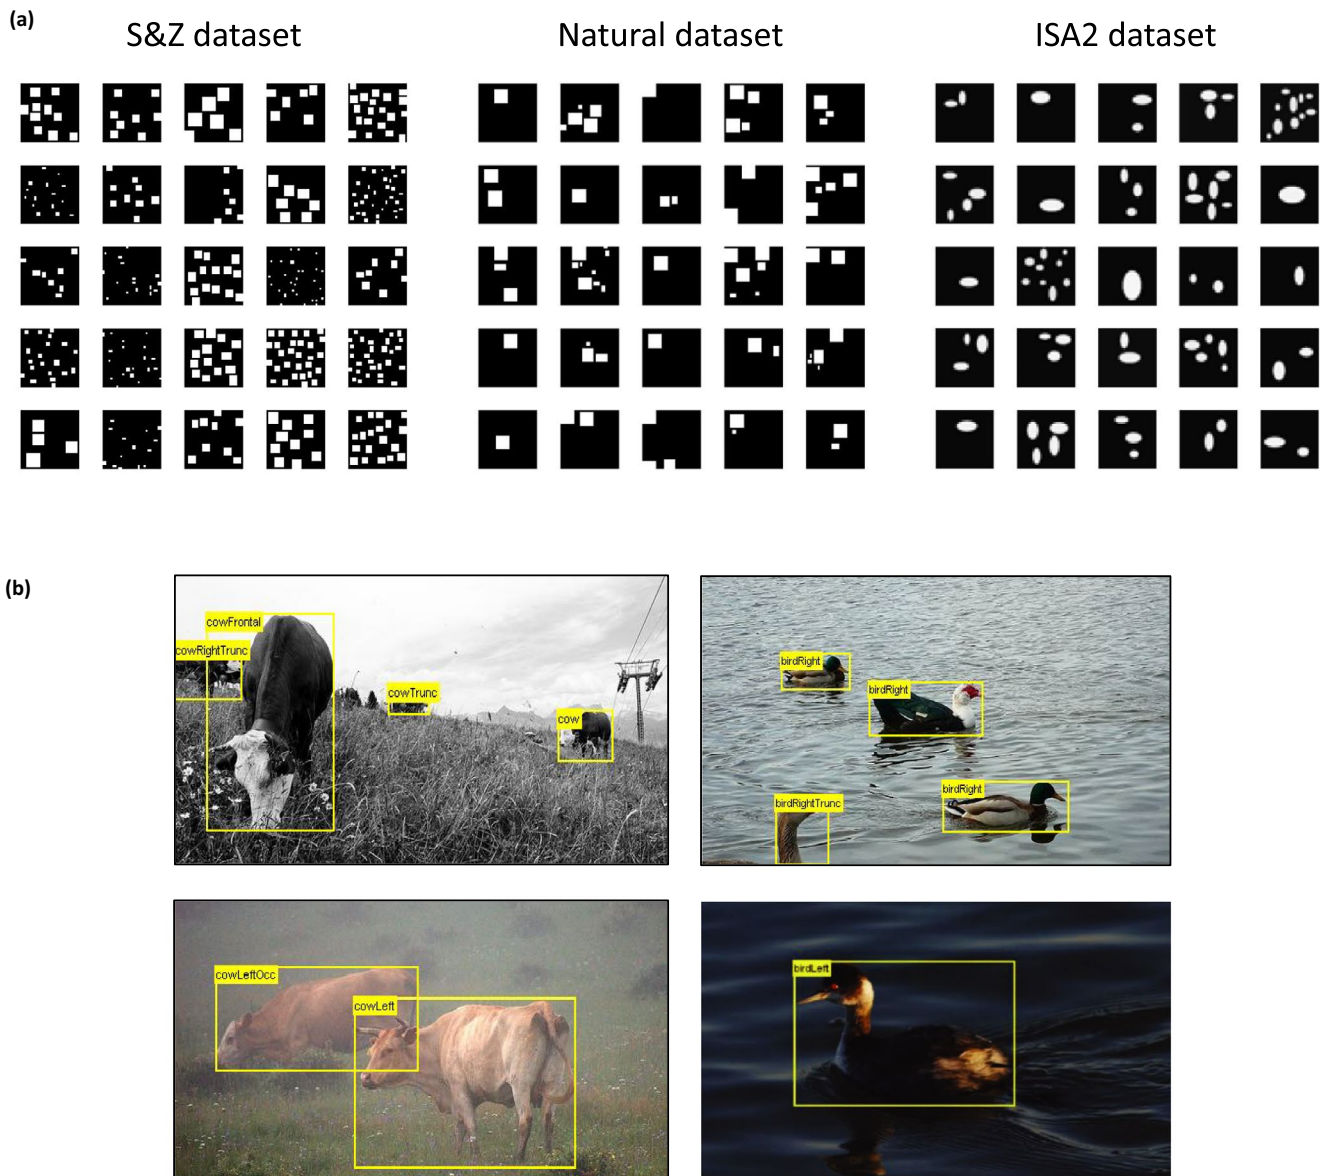 (a)
S&Z dataset
Natural dataset
ISA2 dataset
(b)
cowFrontal
cowRightTrunc
cowTrunc
cow
birdRight
birdRight
birdRight
birdRightTrunc
cowLeftOcc
cowLeft
birdLeft